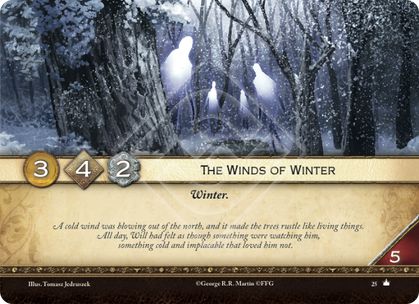 3 4 2 THE WINDS OF WINTER
Winter.
A cold wind was blowing out of the north, and it made the trees rustle like living things.
All day, Will had felt as though something were watching him,
something cold and implacable that loved him not.
5
Illus. Tomasz Jedruszek ©George R.R. Martin ©FFG 25